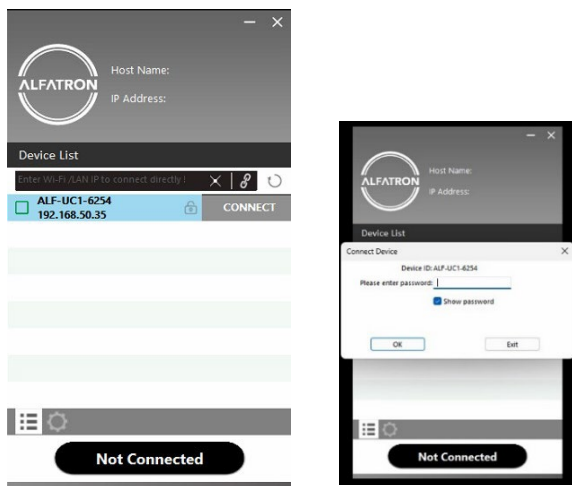 ALFATRON
Host Name:
IP Address:
Device List
Enter Wi-Fi /LAN IP to connect directly !
ALF-UC1-6254
192.168.50.35
CONNECT
Not Connected
ALFATRON
Host Name:
IP Address:
Device List
Connect Device
Device ID: ALF-UC1-6254
Please enter password:
Show password
OK
Exit
Not Connected